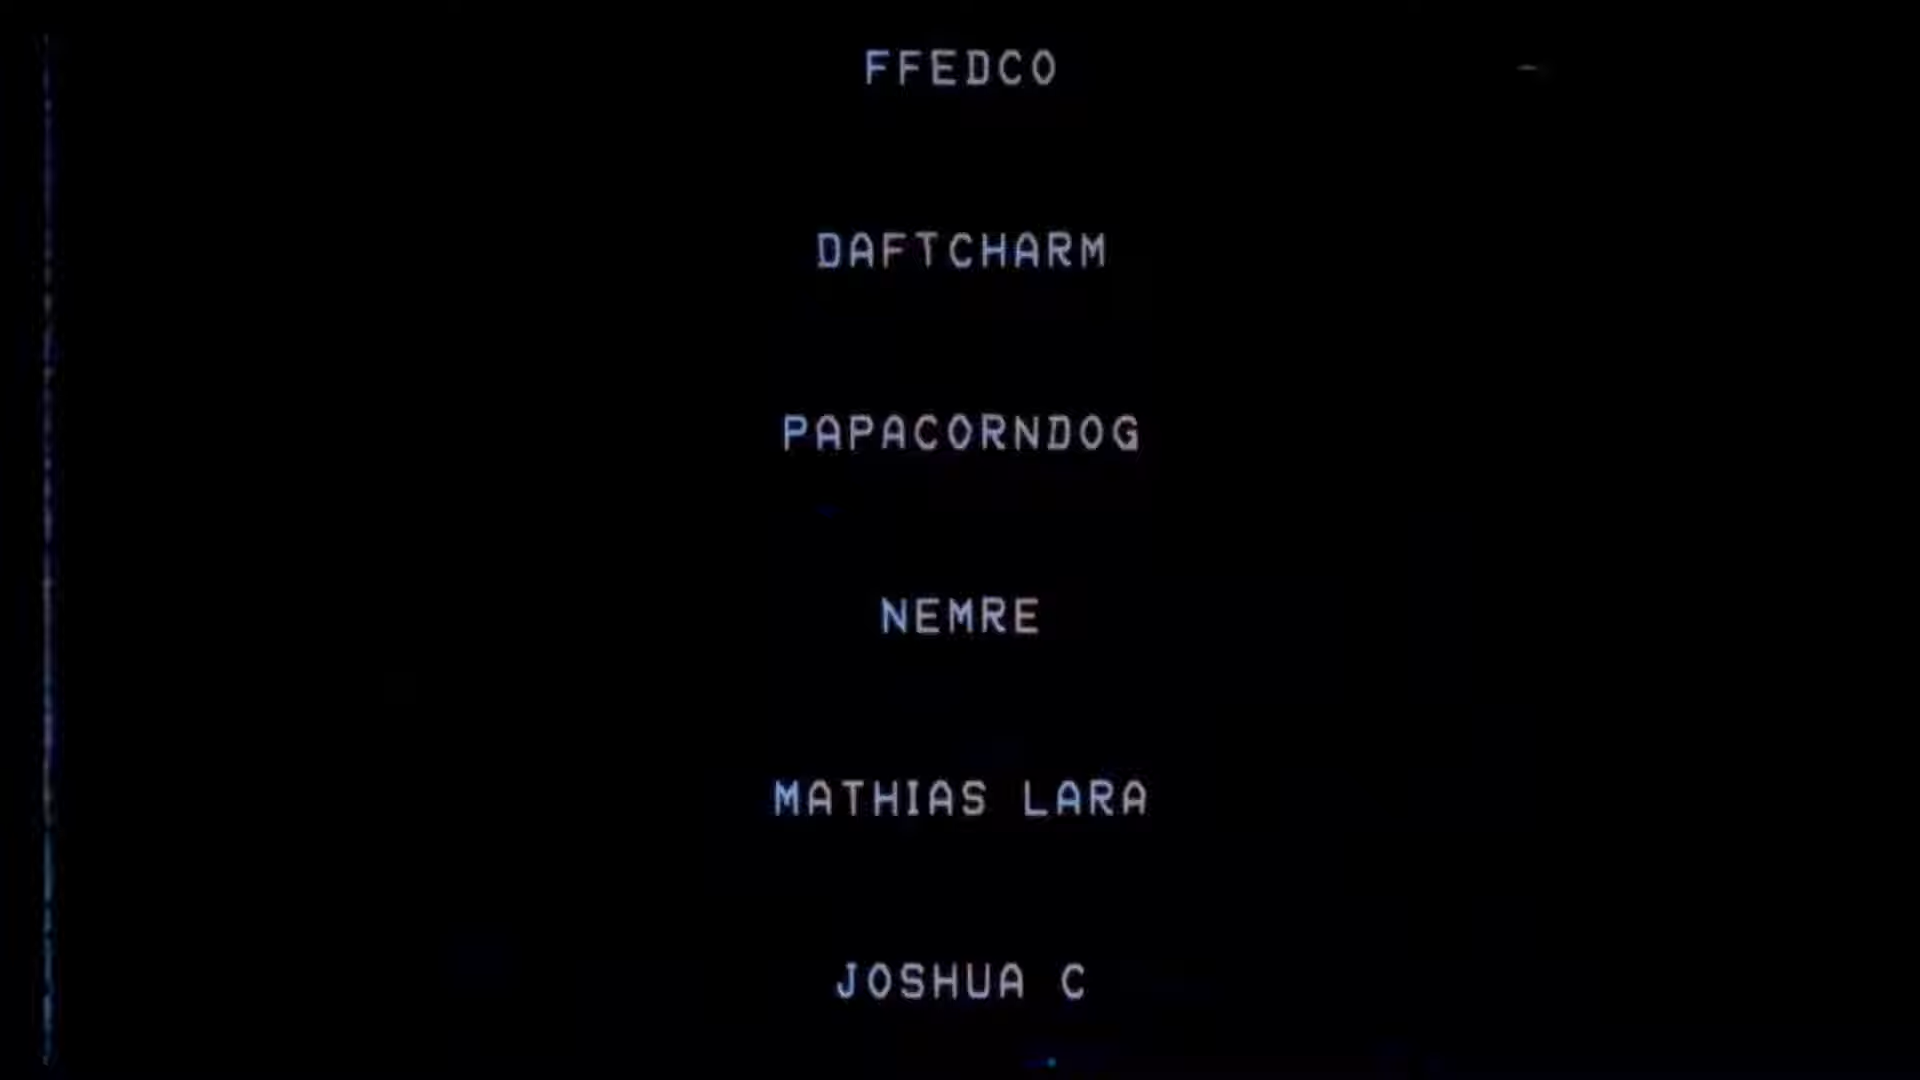 FFEDCO
DAFTCHARM
PAPACORNDOG
NEMRE
MATHIAS LARA
JOSHUA C